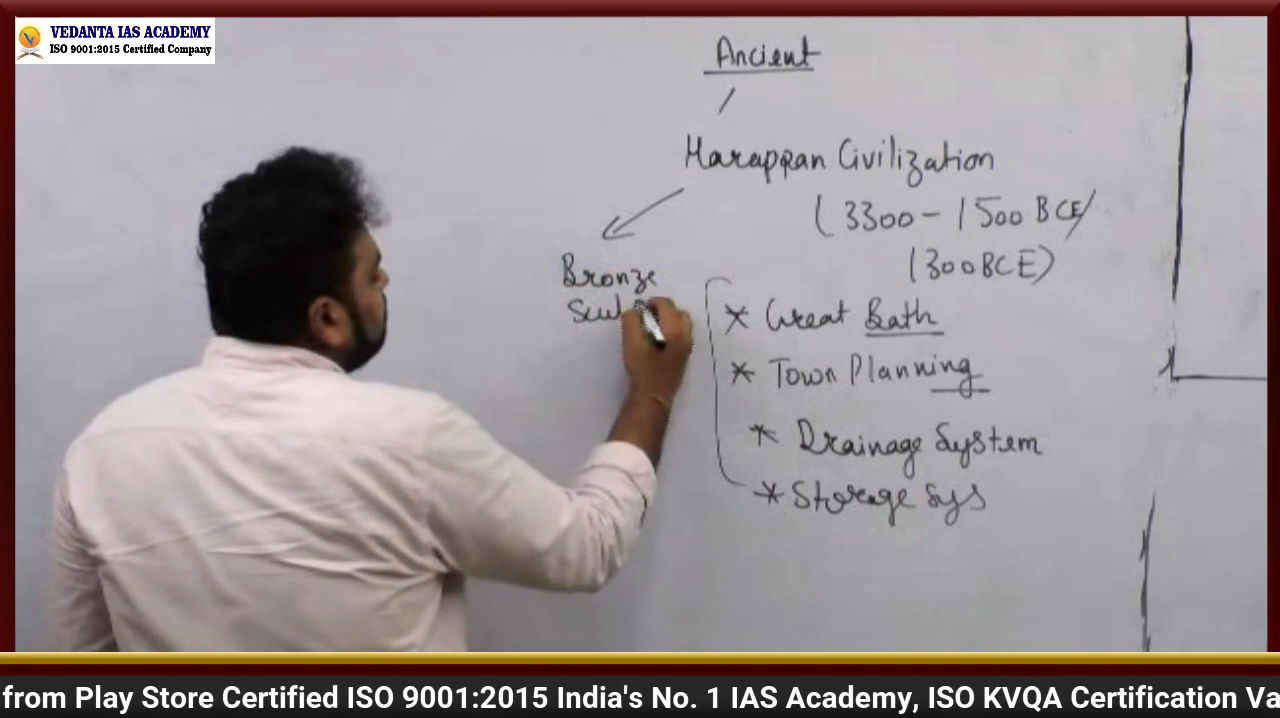 VEDANTA IAS ACADEMY
ISO 9001:2015 Certified Company
Ancient
Harappan Civilization
(3300 - 1500 BCE/
1300 BCE)
Bronze
* Great Bath
* Town Planning
* Drainage System
* Storage Sys
from Play Store Certified ISO 9001:2015 India's No. 1 IAS Academy, ISO KVQA Certification Va